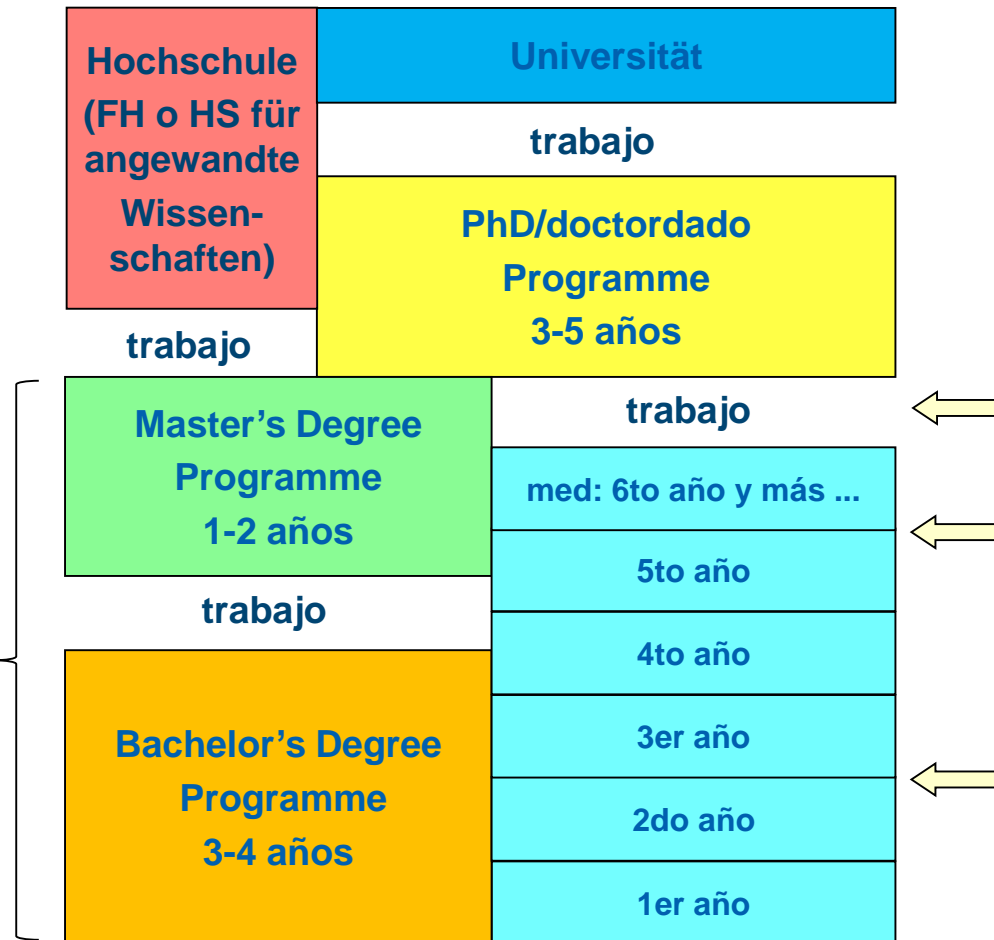 Hochschule
(FH o HS für
angewandte
Wissen-
schaften)
Universität
trabajo
PhD/doctordado
Programme
3-5 años
trabajo
Master’s Degree
Programme
1-2 años
trabajo
trabajo
Bachelor’s Degree
Programme
3-4 años
med: 6to año y más ...
5to año
4to año
3er año
2do año
1er año